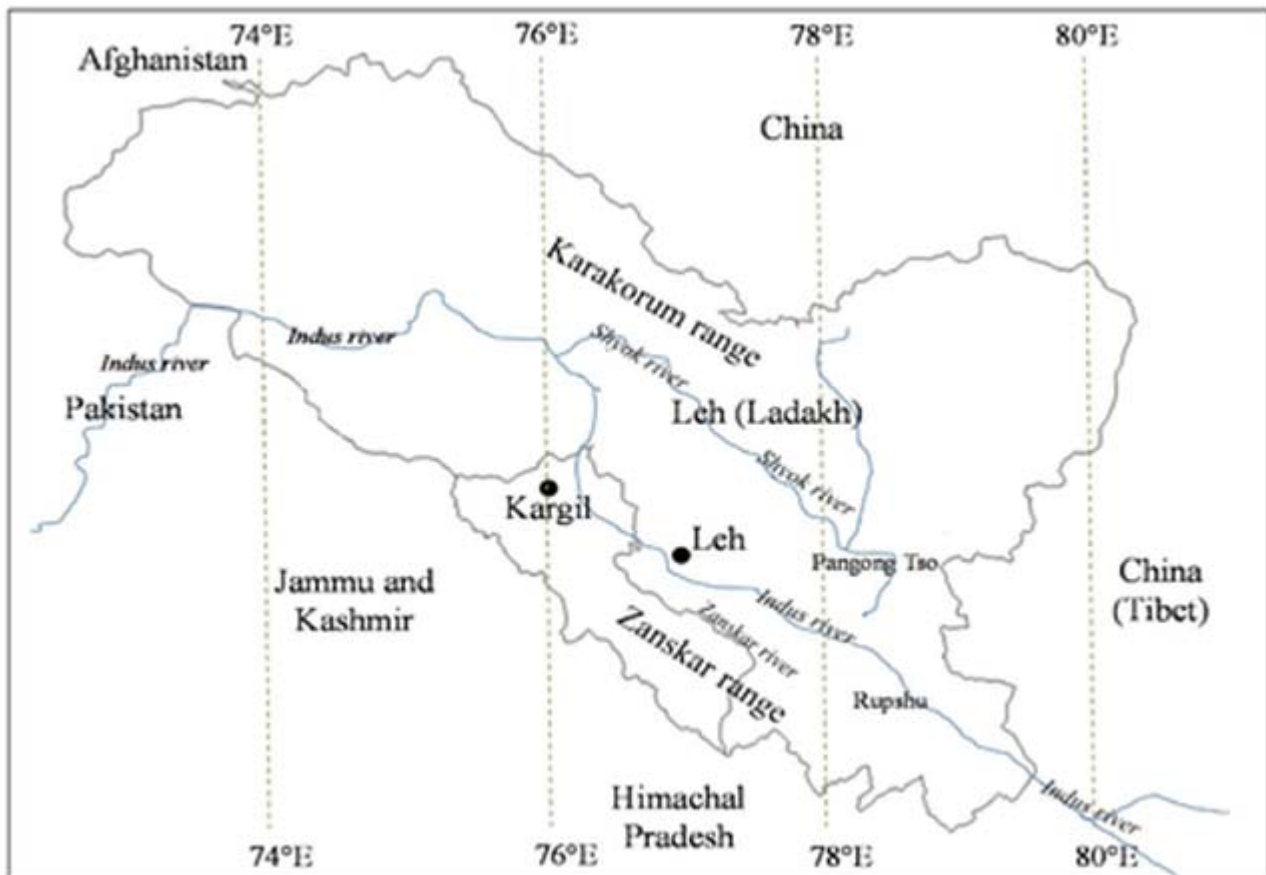 74°E
76°E
78°E
80°E
Afghanistan
China
Karakorum range
Indus river
Shyok river
Indus river
Pakistan
Leh (Ladakh)
Shyok river
Kargil
Leh
Pangong Tso
Jammu and
Kashmir
China
(Tibet)
Indus river
Zanskar river
Zanskar range
Rupshu
Himachal
Pradesh
Indus river
74°E
76°E
78°E
80°E